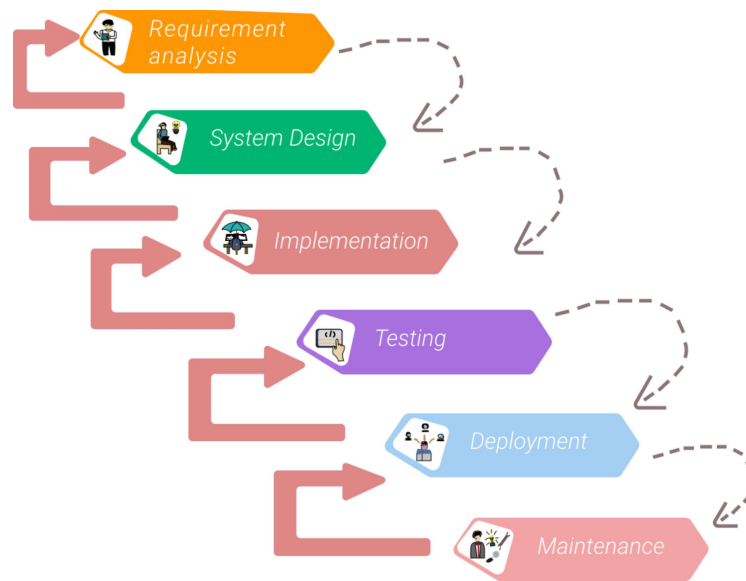 Requirement
analysis
System Design
Implementation
Testing
Deployment
Maintenance